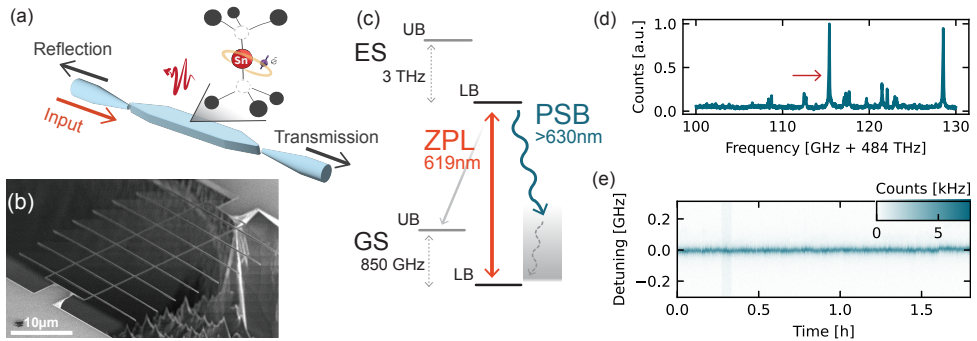 (a)
Reflection
Input
Transmission
Sn
(b)
10μm
(c)
ES
UB
3 THz
LB
ZPL
619nm
PSB
>630nm
GS
UB
850 GHz
LB
(d)
Counts [a.u.]
1.0
0.5
0.0
100
110
120
130
Frequency [GHz + 484 THz]
(e)
Counts [kHz]
0
5
Detuning [GHz]
0.2
0.0
−0.2
0.0
0.5
1.0
1.5
Time [h]